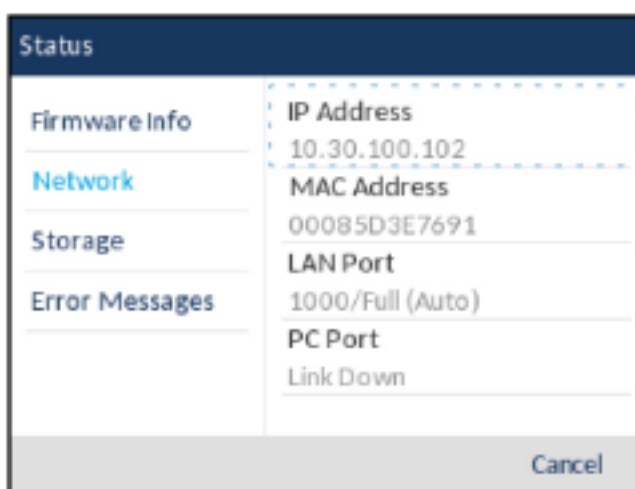 Status
Firmware Info
Network
Storage
Error Messages
IP Address
10.30.100.102
MAC Address
00085D3E7691
LAN Port
1000/Full (Auto)
PC Port
Link Down
Cancel